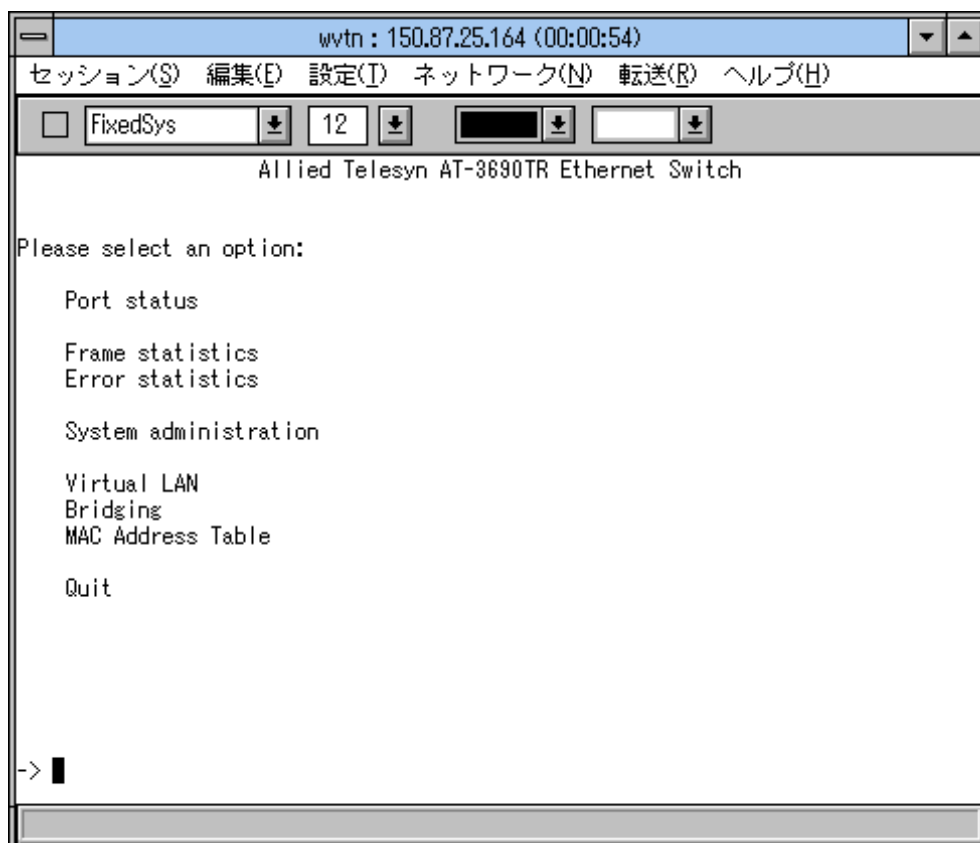 wvtn : 150.87.25.164 (00:00:54)
セッション(S) 編集(E) 設定(T) ネットワーク(N) 転送(R) ヘルプ(H)
FixedSys 12
Allied Telesyn AT-3690TR Ethernet Switch
Please select an option:
Port status
Frame statistics
Error statistics
System administration
Virtual LAN
Bridging
MAC Address Table
Quit
->